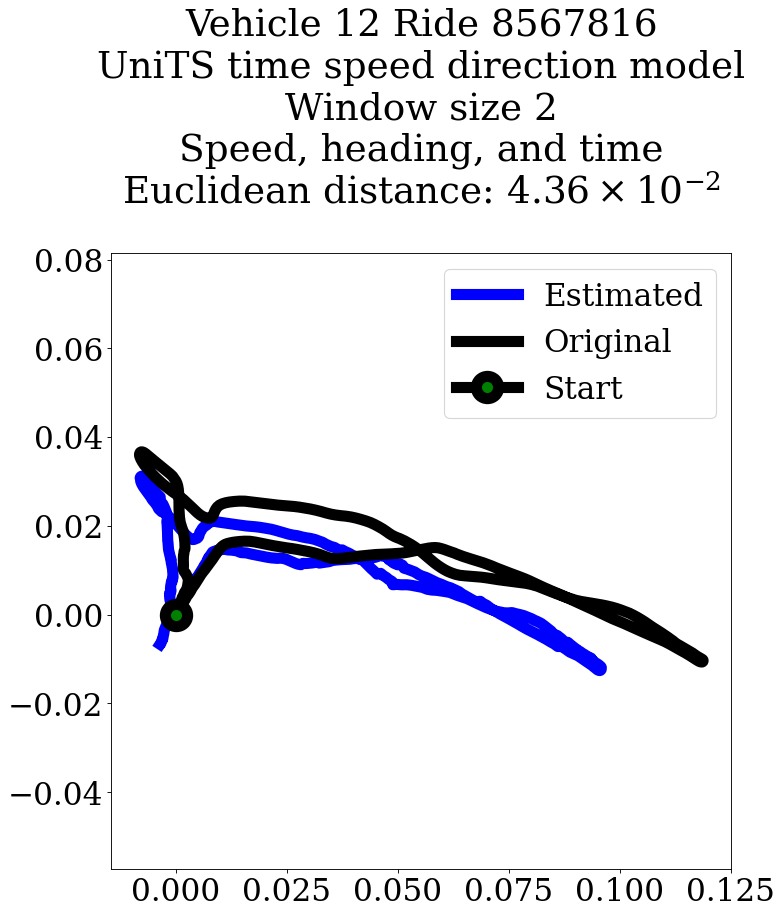 Vehicle 12 Ride 8567816
UniTS time speed direction model
Window size 2
Speed, heading, and time
Euclidean distance: 4.36 × 10⁻²
Estimated
Original
Start
0.08
0.06
0.04
0.02
0.00
−0.02
−0.04
0.000 0.025 0.050 0.075 0.100 0.125